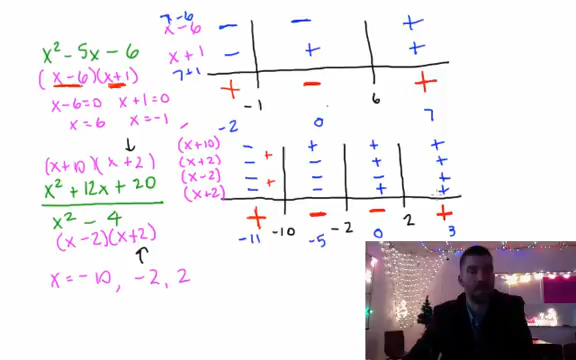 x² - 5x - 6
(x-6)(x+1)
x-6=0 x+1=0
x=6 x=-1
(x+10)(x+2)
x² + 12x + 20
x² - 4
(x-2)(x+2)
x = -10, -2, 2
7-6
x-6 - - +
x+1 - + +
7+1
+ - +
-1 6
-2 0 7
(x+10) - + + +
(x+2) - - + +
(x-2) - - - +
(x+2) - - + +
+ +
+ - - +
-10 -2 2
-11 -5 0 3